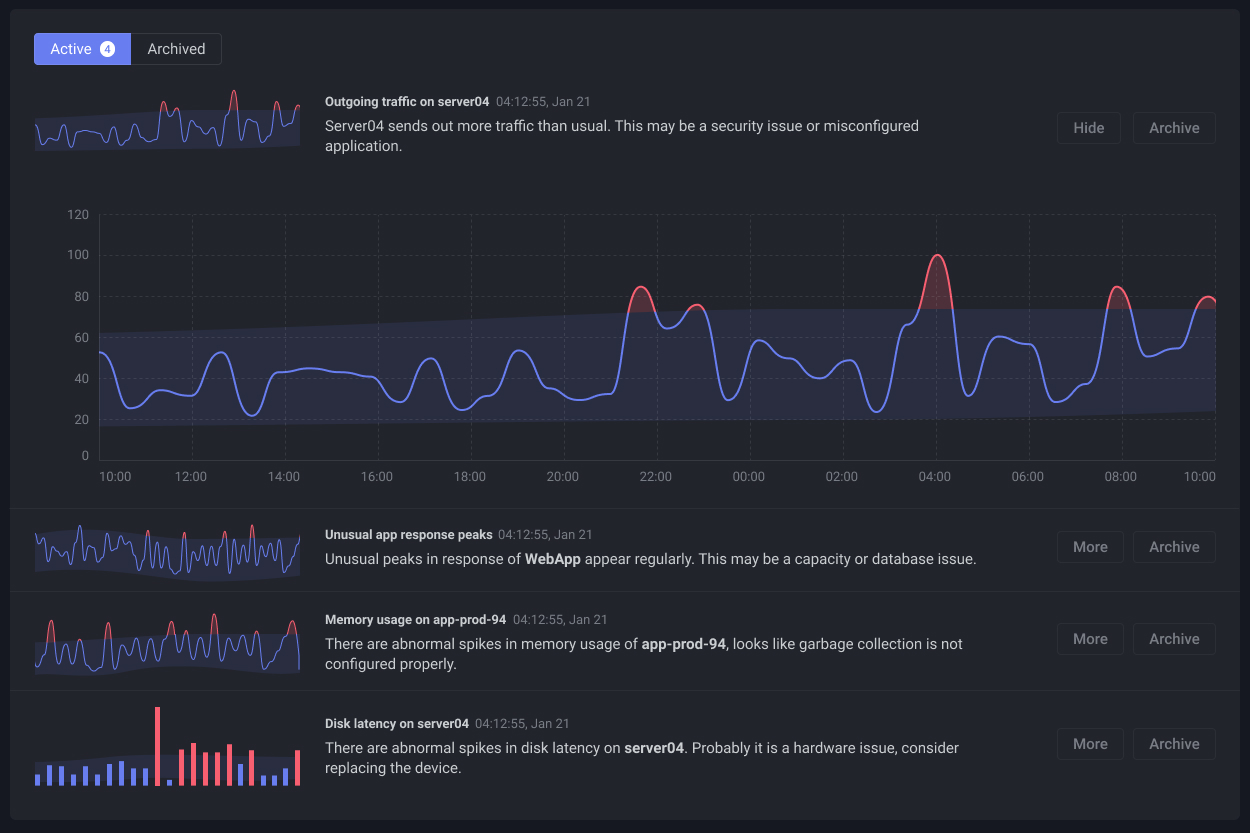 Active 4 Archived
Outgoing traffic on server04 04:12:55, Jan 21
Server04 sends out more traffic than usual. This may be a security issue or misconfigured
application.
Hide Archive
120
100
80
60
40
20
0
10:00 12:00 14:00 16:00 18:00 20:00 22:00 00:00 02:00 04:00 06:00 08:00 10:00
Unusual app response peaks 04:12:55, Jan 21
Unusual peaks in response of WebApp appear regularly. This may be a capacity or database issue.
More Archive
Memory usage on app-prod-94 04:12:55, Jan 21
There are abnormal spikes in memory usage of app-prod-94, looks like garbage collection is not
configured properly.
More Archive
Disk latency on server04 04:12:55, Jan 21
There are abnormal spikes in disk latency on server04. Probably it is a hardware issue, consider
replacing the device.
More Archive